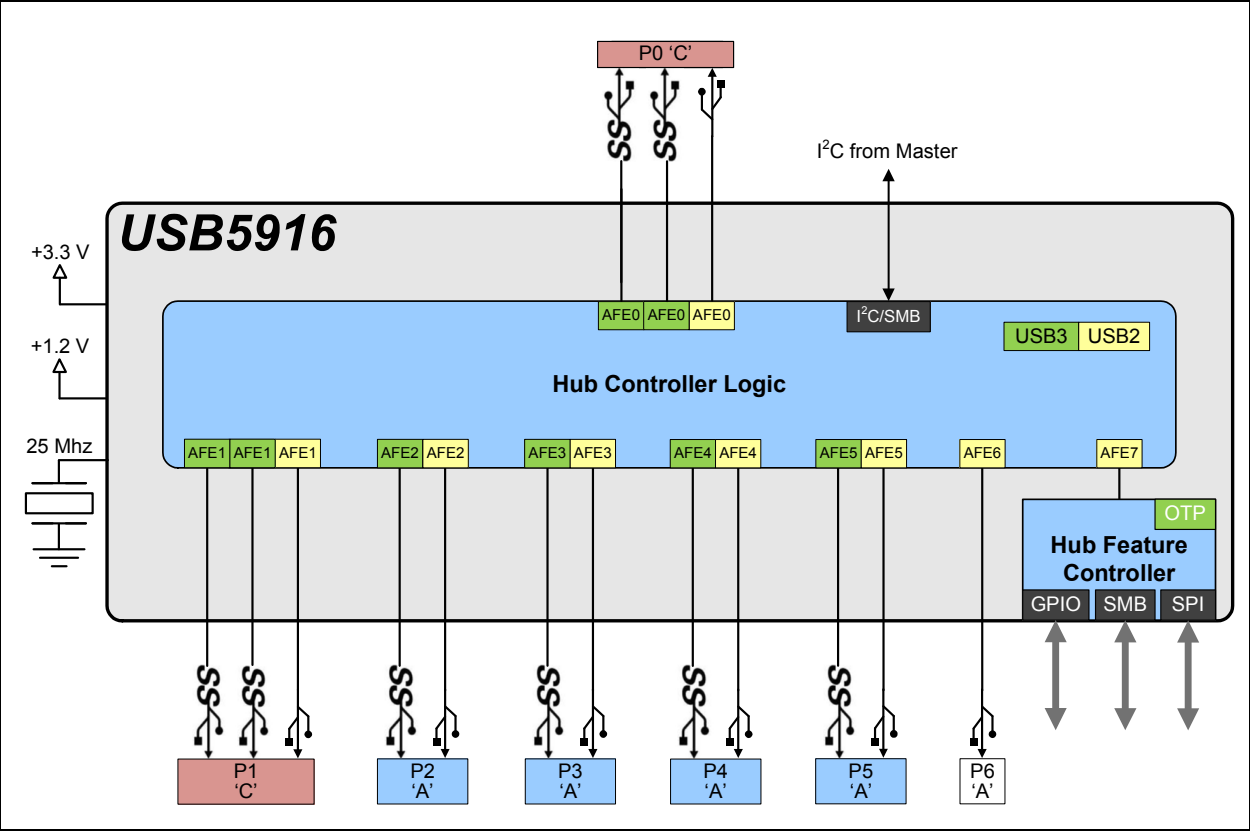 P0 ‘C’
SS SS
I²C from Master
USB5916
+3.3 V
AFE0 AFE0 AFE0
I²C/SMB
USB3 USB2
+1.2 V
Hub Controller Logic
25 Mhz
AFE1 AFE1 AFE1
AFE2 AFE2
AFE3 AFE3
AFE4 AFE4
AFE5 AFE5
AFE6
AFE7
OTP
Hub Feature
Controller
GPIO SMB SPI
SS SS SS SS SS SS
P1
‘C’
P2
‘A’
P3
‘A’
P4
‘A’
P5
‘A’
P6
‘A’